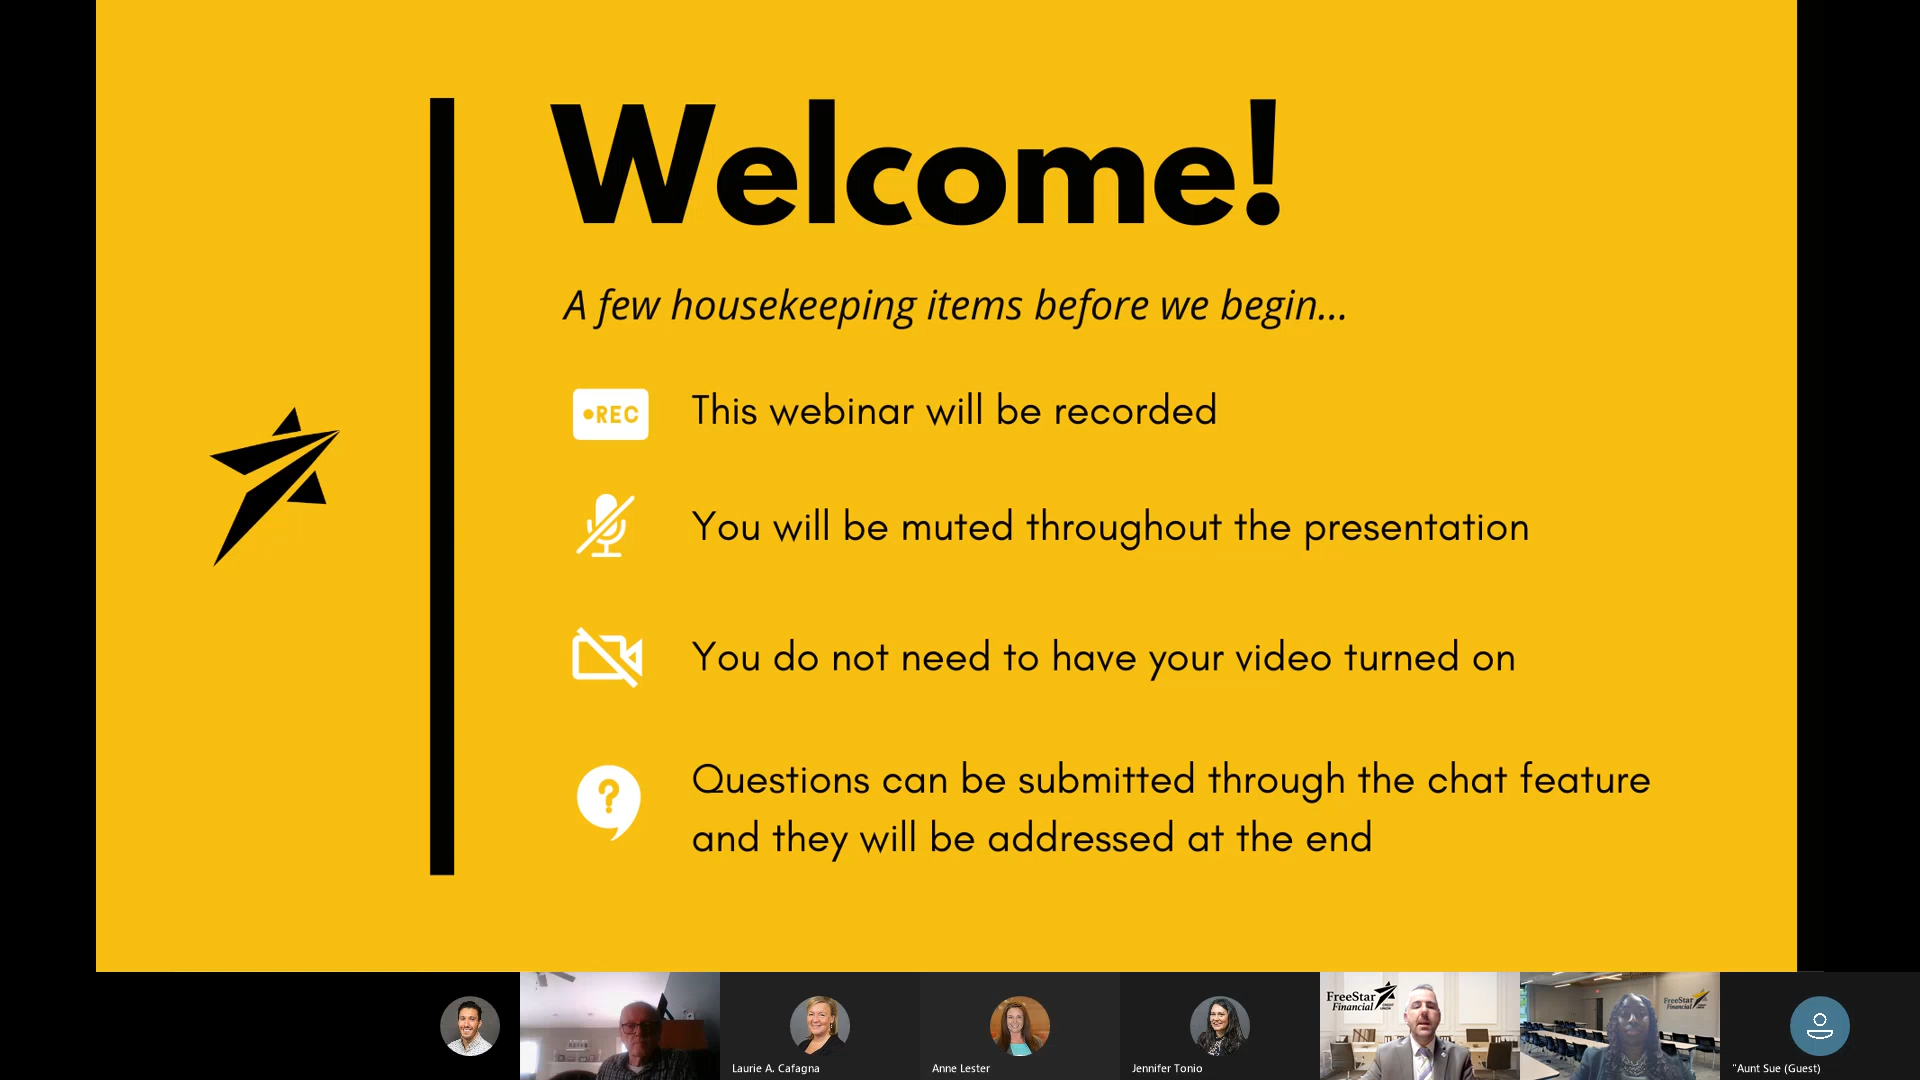 Welcome!
A few housekeeping items before we begin...
REC
This webinar will be recorded
You will be muted throughout the presentation
You do not need to have your video turned on
?
Questions can be submitted through the chat feature
and they will be addressed at the end
FreeStar
Financial
FreeStar
Financial
Laurie A. Cafagna
Anne Lester
Jennifer Tonio
"Aunt Sue (Guest)